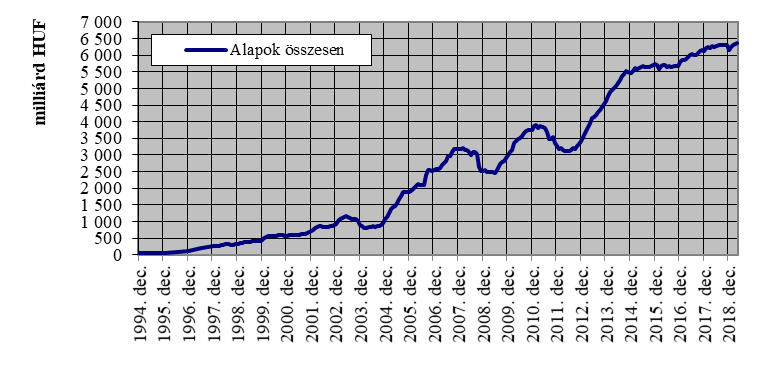 milliárd HUF
7 000
6 500
6 000
5 500
5 000
4 500
4 000
3 500
3 000
2 500
2 000
1 500
1 000
500
0
Alapok összesen
1994. dec.
1995. dec.
1996. dec.
1997. dec.
1998. dec.
1999. dec.
2000. dec.
2001. dec.
2002. dec.
2003. dec.
2004. dec.
2005. dec.
2006. dec.
2007. dec.
2008. dec.
2009. dec.
2010. dec.
2011. dec.
2012. dec.
2013. dec.
2014. dec.
2015. dec.
2016. dec.
2017. dec.
2018. dec.